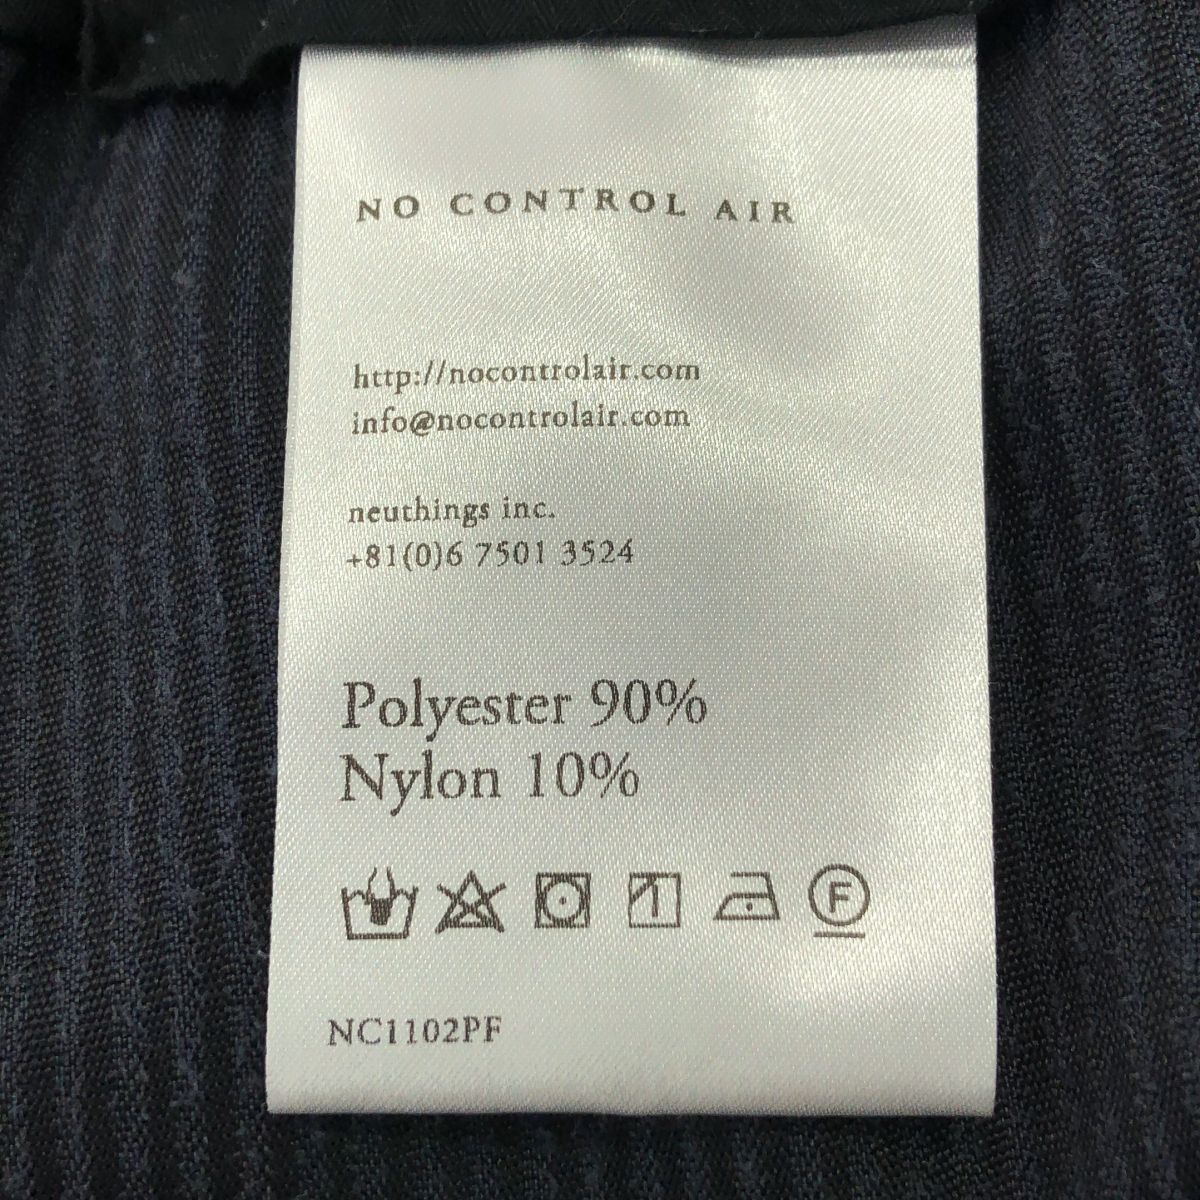 NO CONTROL AIR
http://nocontrolair.com
info@nocontrolair.com
neuthings inc.
+81(0)6 7501 3524
Polyester 90%
Nylon 10%
F
NC1102PF